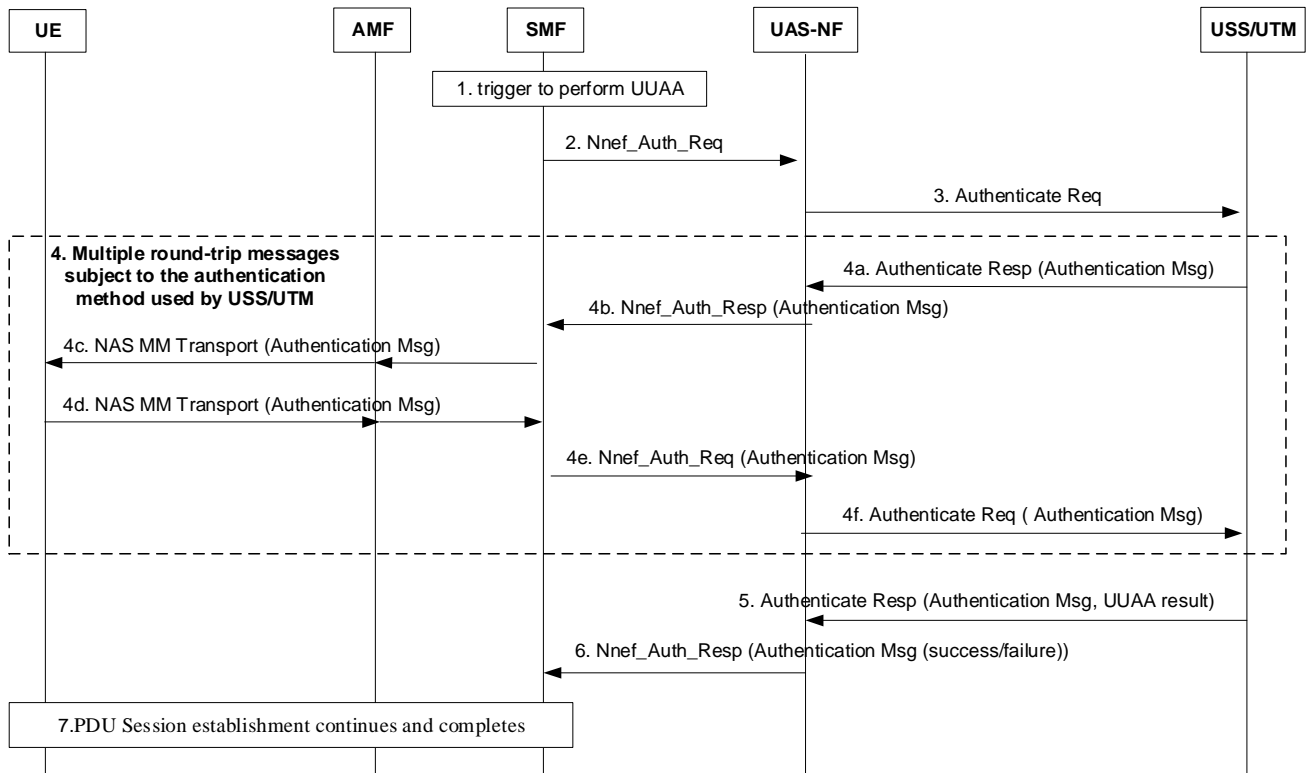 UE
AMF
SMF
UAS-NF
USS/UTM
1. trigger to perform UUAA
2. Nnef_Auth_Req
3. Authenticate Req
4. Multiple round-trip messages
subject to the authentication
method used by USS/UTM
4a. Authenticate Resp (Authentication Msg)
4b. Nnef_Auth_Resp (Authentication Msg)
4c. NAS MM Transport (Authentication Msg)
4d. NAS MM Transport (Authentication Msg)
4e. Nnef_Auth_Req (Authentication Msg)
4f. Authenticate Req ( Authentication Msg)
5. Authenticate Resp (Authentication Msg, UUAA result)
6. Nnef_Auth_Resp (Authentication Msg (success/failure))
7.PDU Session establishment continues and completes